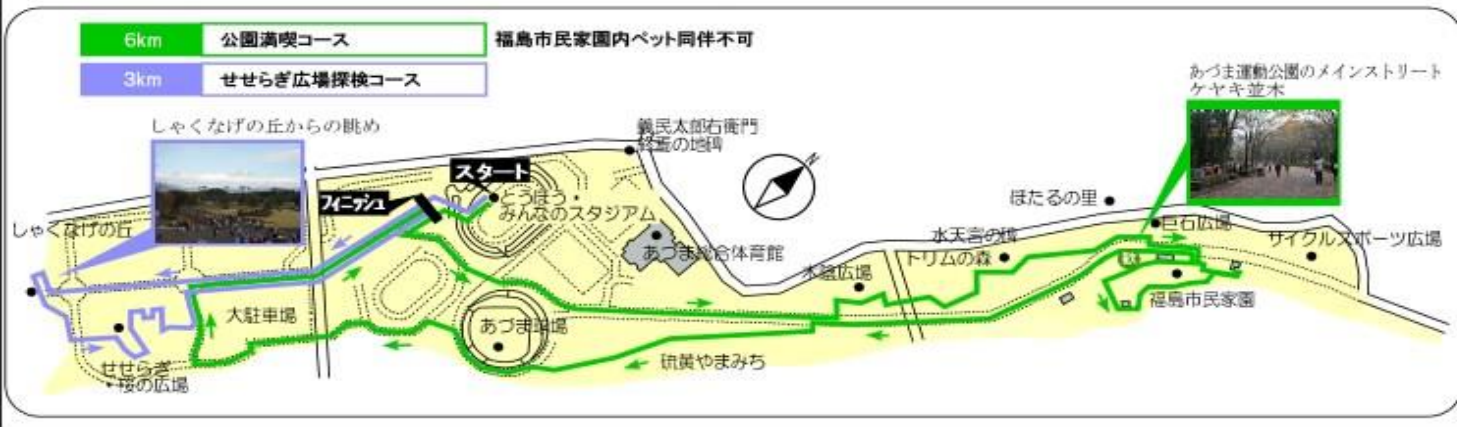 6km 公園満喫コース 福島市民家園内ペット同伴不可
3km せせらぎ広場探検コース
あづま運動公園のメインストリート
ケヤキ並木
しゃくなげの丘からの眺め
義民太郎右衛門
終焉の地碑
N
スタート
フィニッシュ
とうほう・
みんなのスタジアム
ほたるの里
巨石広場
しゃくなげの丘
水天宮の碑
サイクルスポーツ広場
あづま総合体育館
トリムの森
木陰広場
福島市民家園
大駐車場
あづま球場
硫黄やまみち
せせらぎ
・桜の広場